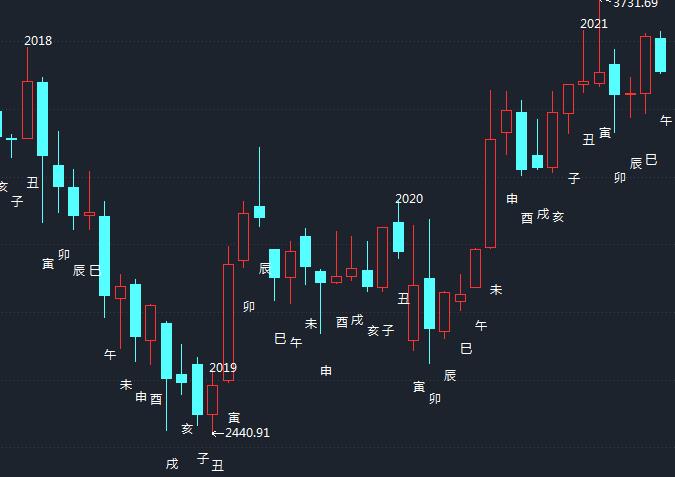 3731.69
2021
2018
亥
子
丑
寅
卯
辰
巳
午
未
申
酉
戌
亥
子
2019
丑
2440.91
寅
卯
辰
巳
午
未
申
酉
戌
亥
子
2020
丑
寅
卯
辰
巳
午
未
申
酉
戌
亥
子
丑
寅
卯
辰
巳
午